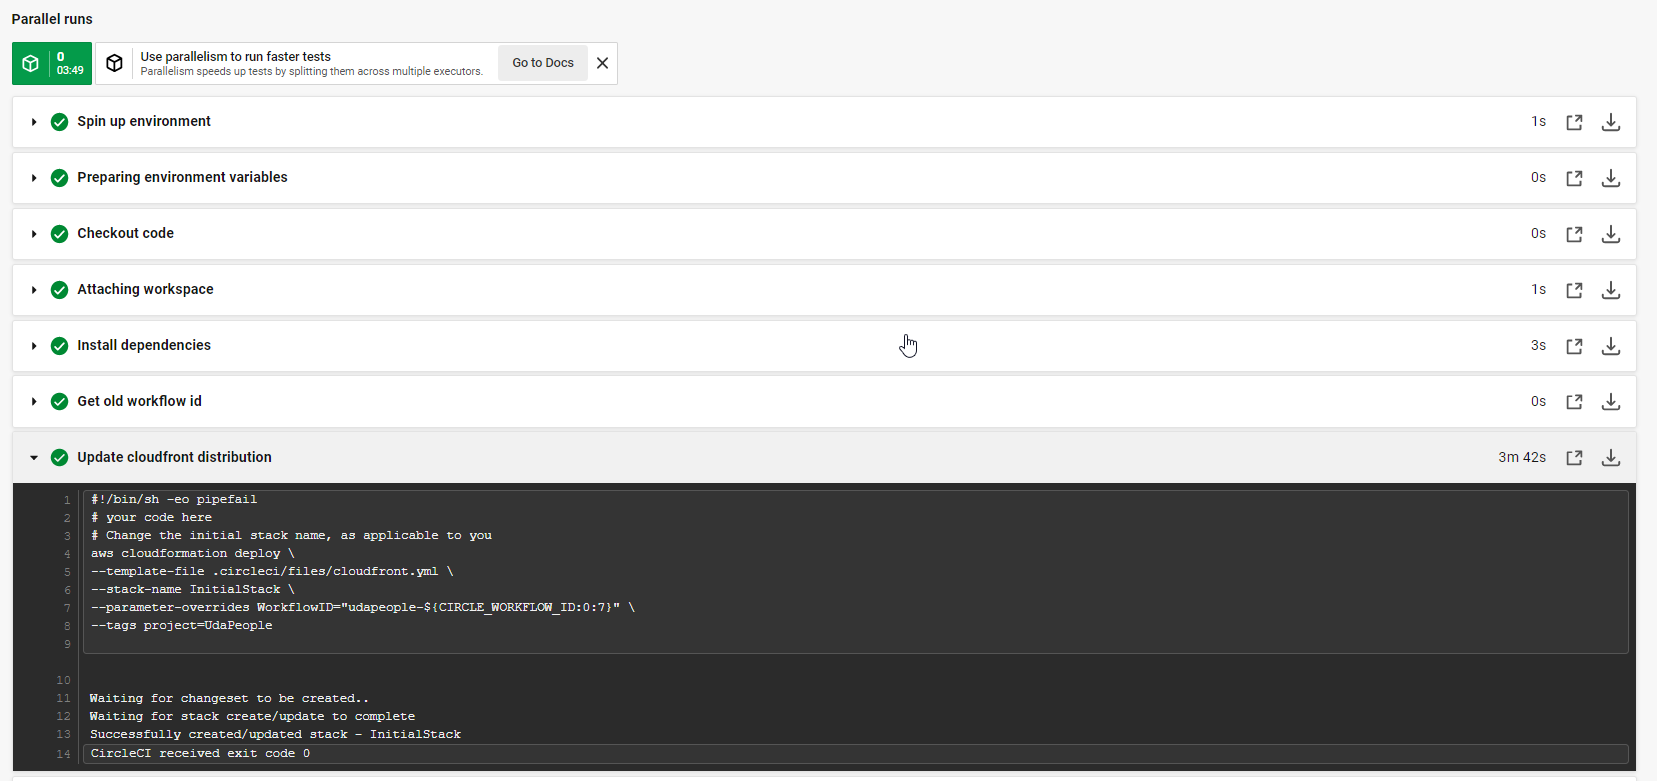 Parallel runs
0
03:49
Use parallelism to run faster tests
Parallelism speeds up tests by splitting them across multiple executors.
Go to Docs
Spin up environment
1s
Preparing environment variables
0s
Checkout code
0s
Attaching workspace
1s
Install dependencies
3s
Get old workflow id
0s
Update cloudfront distribution
3m 42s
1 #!/bin/sh -eo pipefail
2 # your code here
3 # Change the initial stack name, as applicable to you
4 aws cloudformation deploy \
5 --template-file .circleci/files/cloudfront.yml \
6 --stack-name InitialStack \
7 --parameter-overrides WorkflowID="udapeople-${CIRCLE_WORKFLOW_ID:0:7}" \
8 --tags project=UdaPeople
9
10
11 Waiting for changeset to be created..
12 Waiting for stack create/update to complete
13 Successfully created/updated stack - InitialStack
14 CircleCI received exit code 0